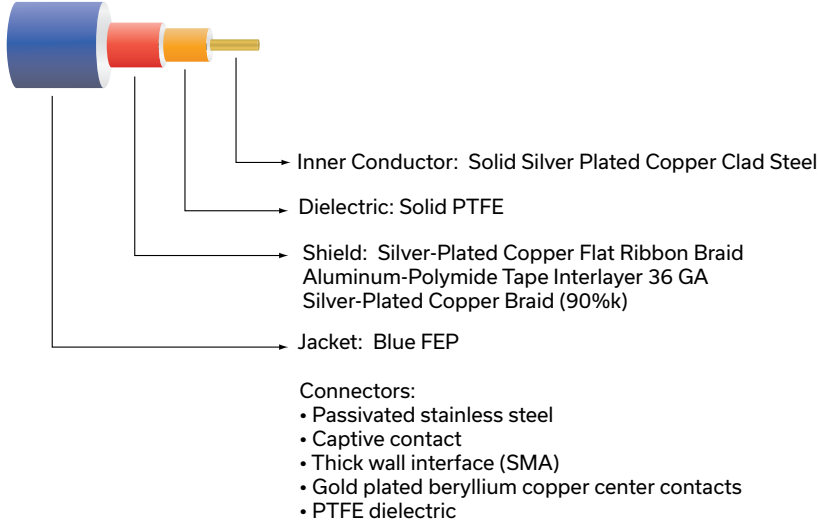 Inner Conductor: Solid Silver Plated Copper Clad Steel
Dielectric: Solid PTFE
Shield: Silver-Plated Copper Flat Ribbon Braid
Aluminum-Polymide Tape Interlayer 36 GA
Silver-Plated Copper Braid (90%k)
Jacket: Blue FEP
Connectors:
• Passivated stainless steel
• Captive contact
• Thick wall interface (SMA)
• Gold plated beryllium copper center contacts
• PTFE dielectric